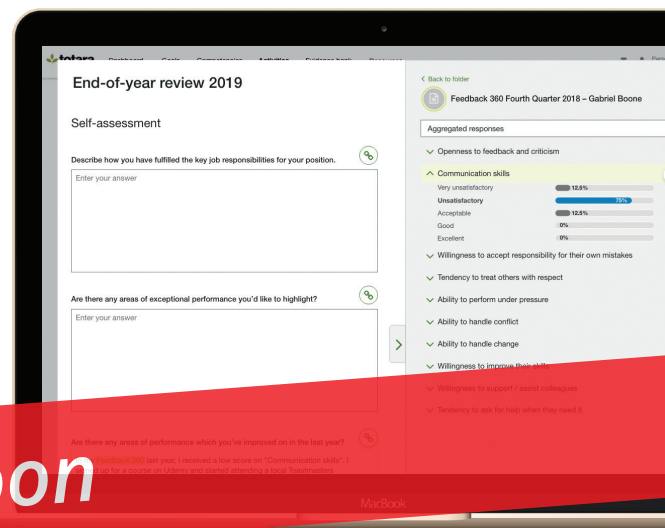 totara Dashboard Goals Competencies Activities Evidence bank Resources
End-of-year review 2019
Self-assessment
Describe how you have fulfilled the key job responsibilities for your position.
Enter your answer
Are there any areas of exceptional performance you'd like to highlight?
Enter your answer
Are there any areas of performance which you've improved on in the last year?
Feedback 360 last year, I received a low score on "Communication skills". I
up for a course on Udemy and started attending a local Toastmasters
Back to folder
Feedback 360 Fourth Quarter 2018 – Gabriel Boone
Aggregated responses
Openness to feedback and criticism
Communication skills
Very unsatisfactory 12.5%
Unsatisfactory 75%
Acceptable 12.5%
Good 0%
Excellent 0%
Willingness to accept responsibility for their own mistakes
Tendency to treat others with respect
Ability to perform under pressure
Ability to handle conflict
Ability to handle change
Willingness to improve their skills
Willingness to support / assist colleagues
Tendency to ask for help when they need it
oon
MacBook